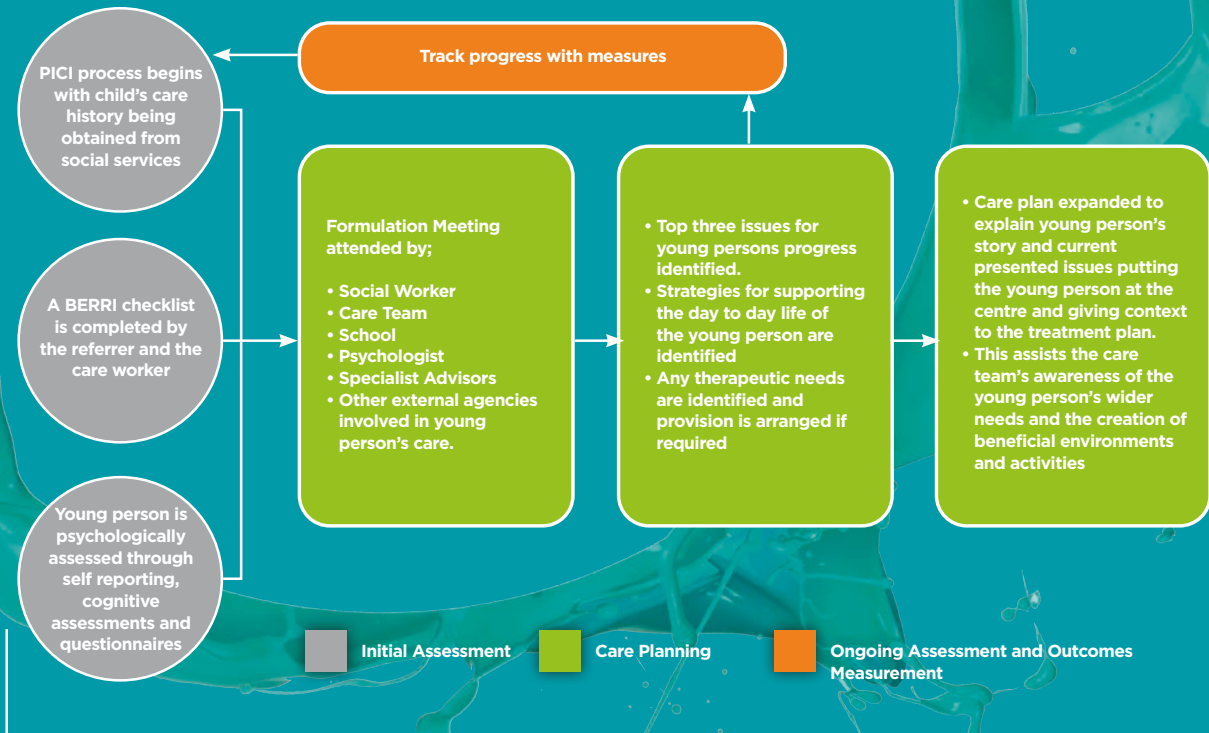 PICI process begins
with child's care
history being
obtained from
social services
Track progress with measures
A BERRI checklist
is completed by
the referrer and the
care worker
Young person is
psychologically
assessed through
self reporting,
cognitive
assessments and
questionnaires
Formulation Meeting
attended by;
• Social Worker
• Care Team
• School
• Psychologist
• Specialist Advisors
• Other external agencies
involved in young
person's care.
• Top three issues for
young persons progress
identified.
• Strategies for supporting
the day to day life of
the young person are
identified
• Any therapeutic needs
are identified and
provision is arranged if
required
• Care plan expanded to
explain young person's
story and current
presented issues putting
the young person at the
centre and giving context
to the treatment plan.
• This assists the care
team's awareness of the
young person's wider
needs and the creation of
beneficial environments
and activities
Initial Assessment
Care Planning
Ongoing Assessment and Outcomes
Measurement